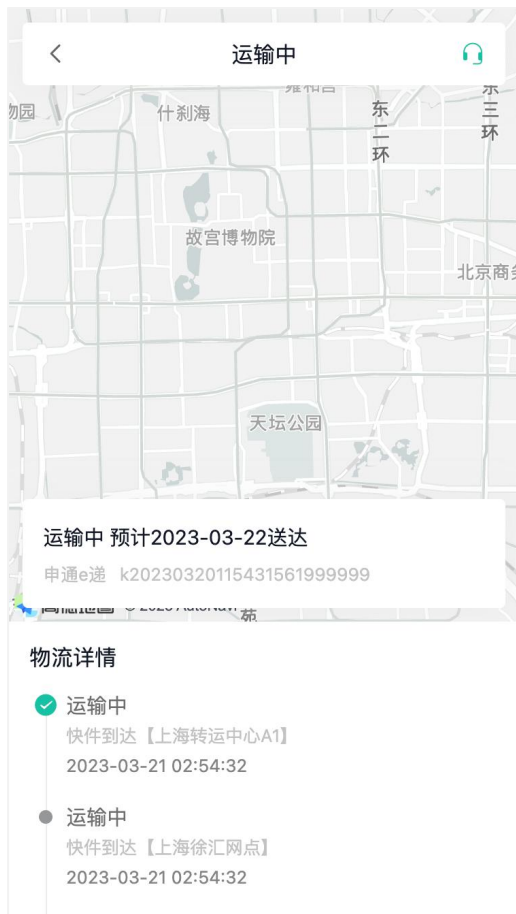 运输中
什刹海
东二环
东三环
物园
故宫博物院
北京商务
天坛公园
运输中 预计2023-03-22送达
申通e递 k20230320115431561999999
苑
物流详情
运输中
快件到达【上海转运中心A1】
2023-03-21 02:54:32
运输中
快件到达【上海徐汇网点】
2023-03-21 02:54:32